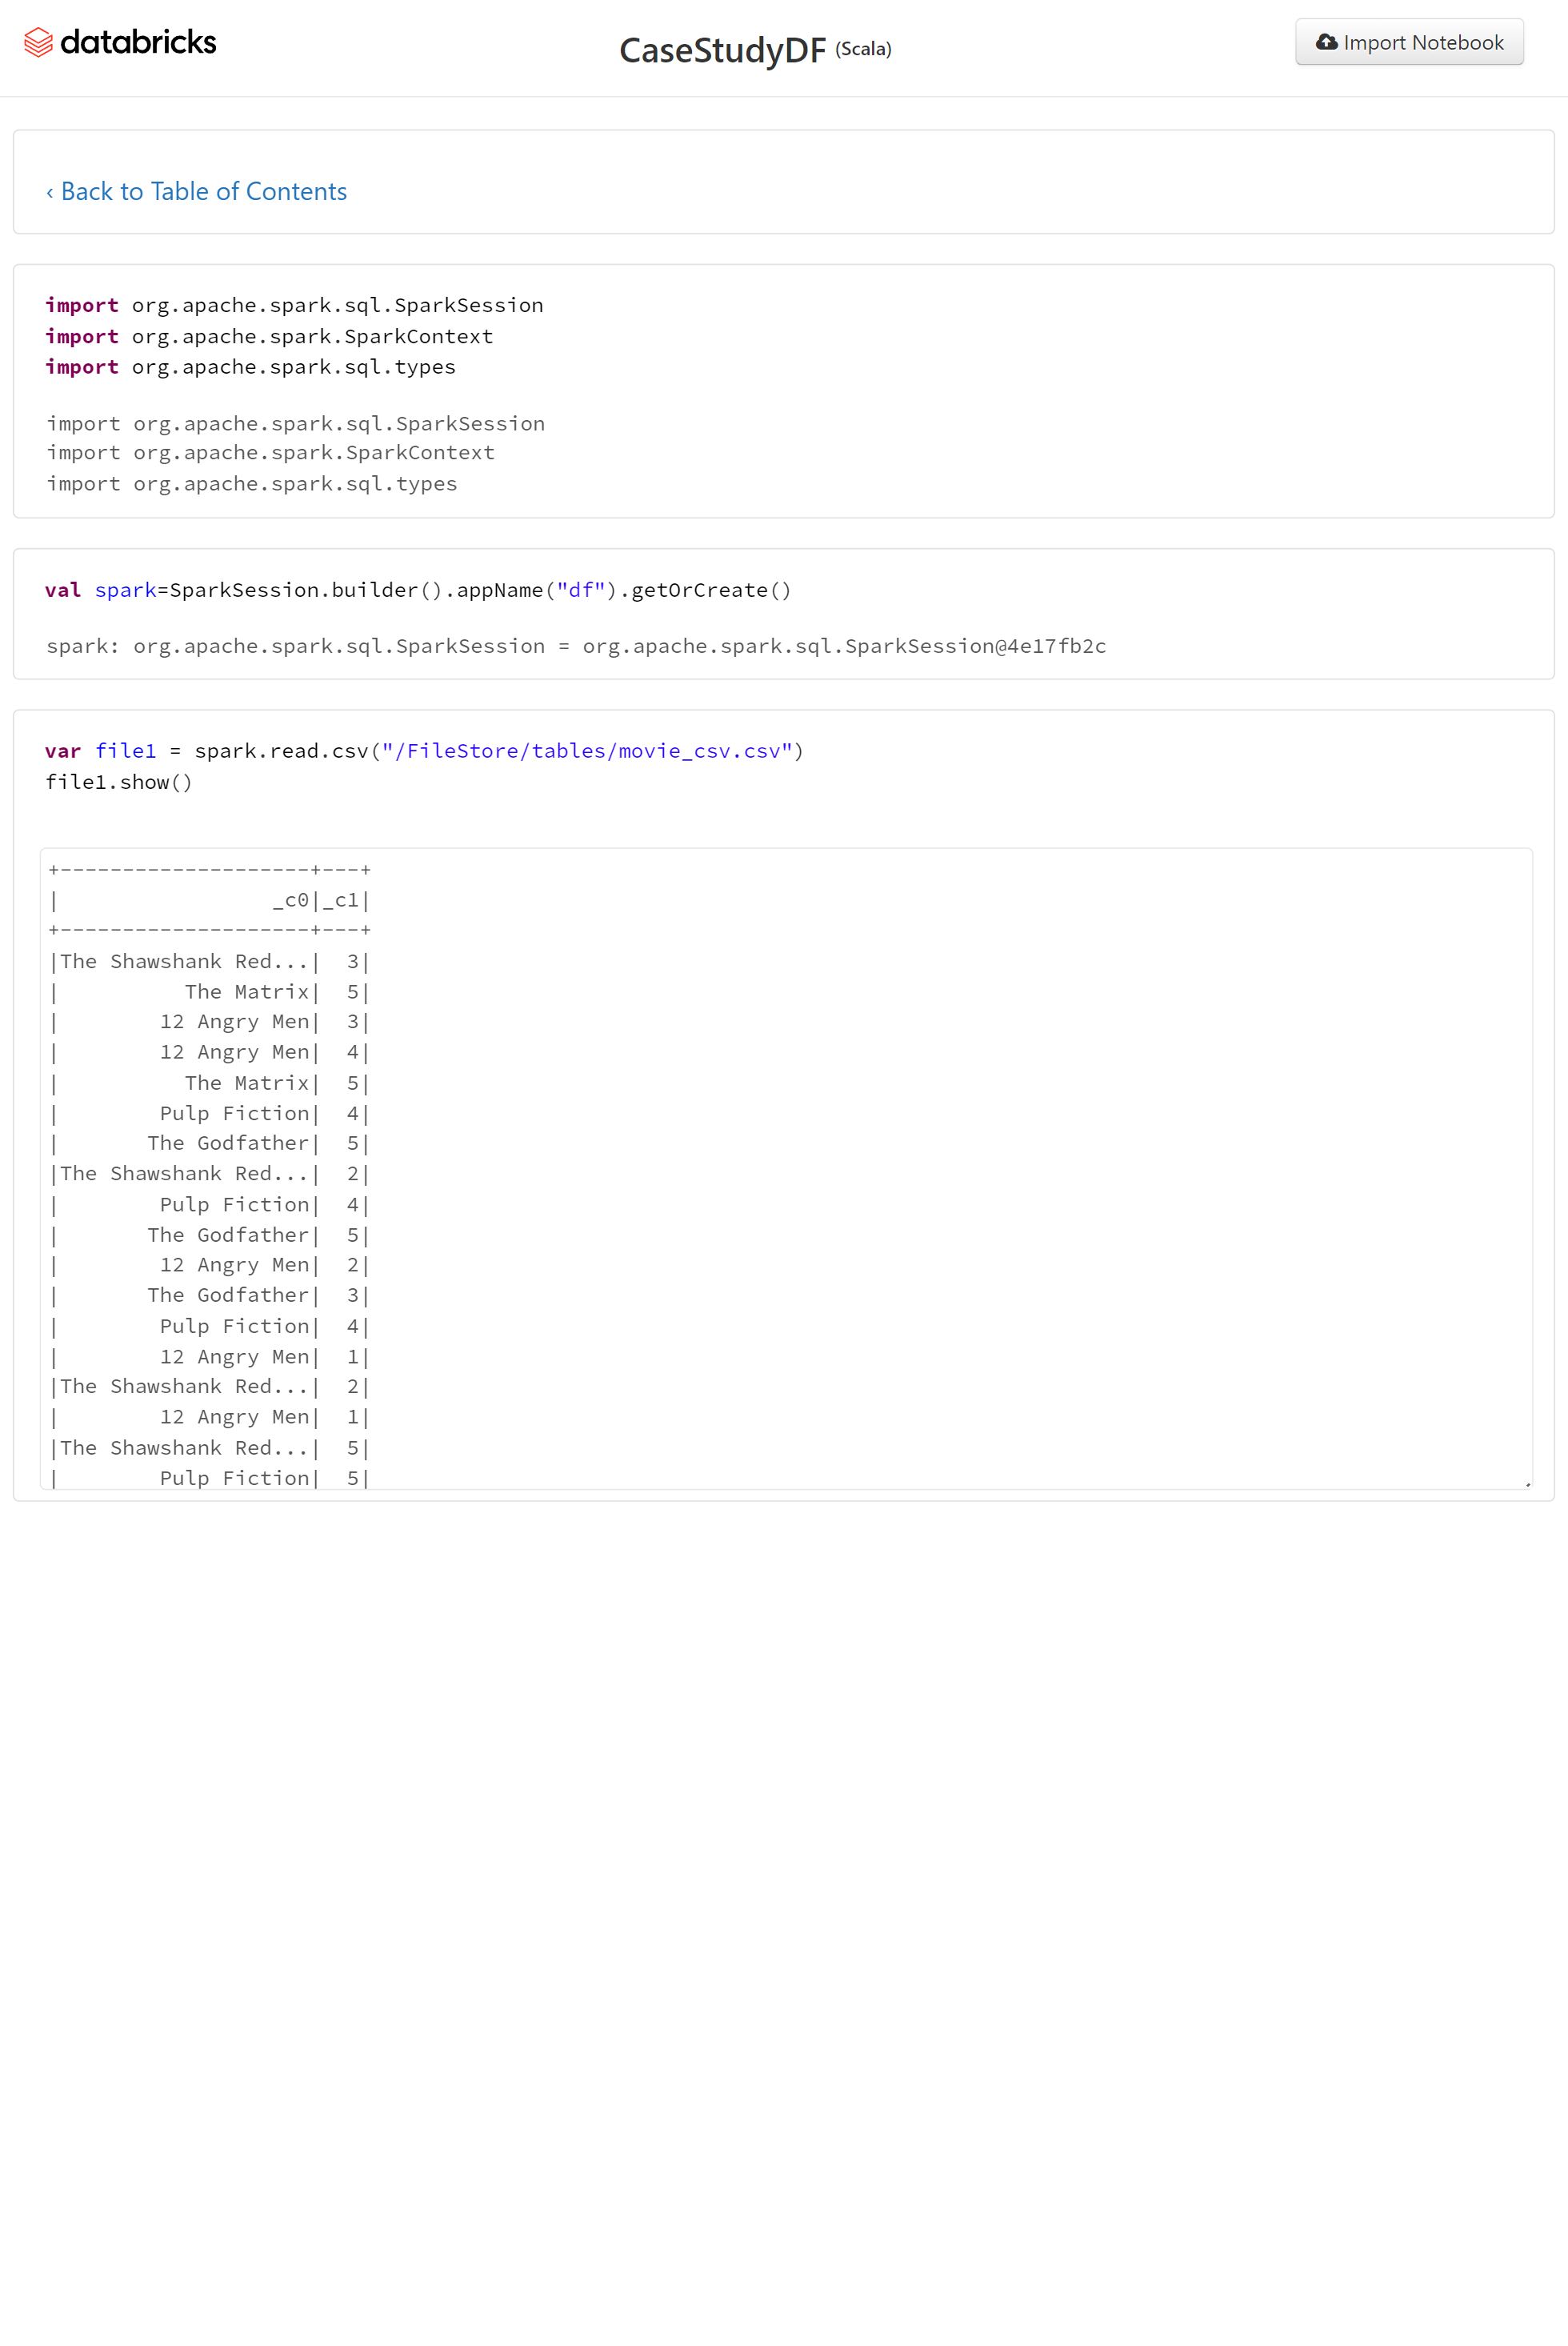 databricks
CaseStudyDF (Scala)
Import Notebook
‹ Back to Table of Contents
import org.apache.spark.sql.SparkSession
import org.apache.spark.SparkContext
import org.apache.spark.sql.types
import org.apache.spark.sql.SparkSession
import org.apache.spark.SparkContext
import org.apache.spark.sql.types
val spark=SparkSession.builder().appName("df").getOrCreate()
spark: org.apache.spark.sql.SparkSession = org.apache.spark.sql.SparkSession@4e17fb2c
var file1 = spark.read.csv("/FileStore/tables/movie_csv.csv")
file1.show()
+--------------------+---+
|                 _c0|_c1|
+--------------------+---+
|The Shawshank Red...|  3|
|          The Matrix|  5|
|        12 Angry Men|  3|
|        12 Angry Men|  4|
|          The Matrix|  5|
|        Pulp Fiction|  4|
|       The Godfather|  5|
|The Shawshank Red...|  2|
|        Pulp Fiction|  4|
|       The Godfather|  5|
|        12 Angry Men|  2|
|       The Godfather|  3|
|        Pulp Fiction|  4|
|        12 Angry Men|  1|
|The Shawshank Red...|  2|
|        12 Angry Men|  1|
|The Shawshank Red...|  5|
|        Pulp Fiction|  5|